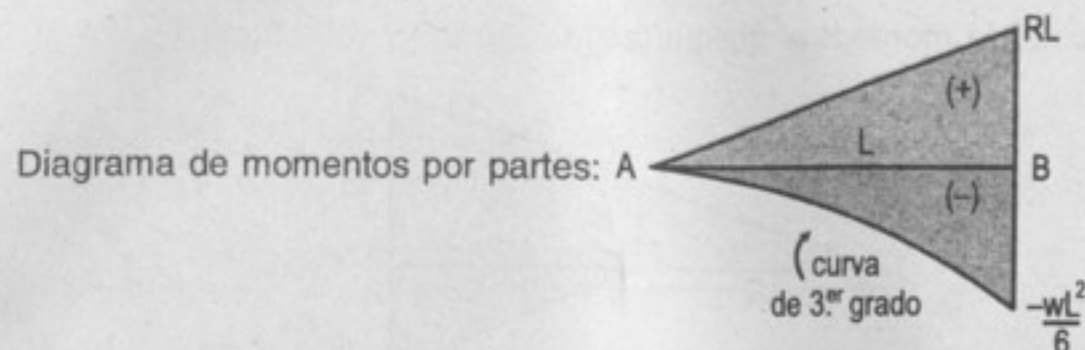 RL
(+)
L
Diagrama de momentos por partes: A
B
(–)
curva
de 3.er grado
-wL²
6